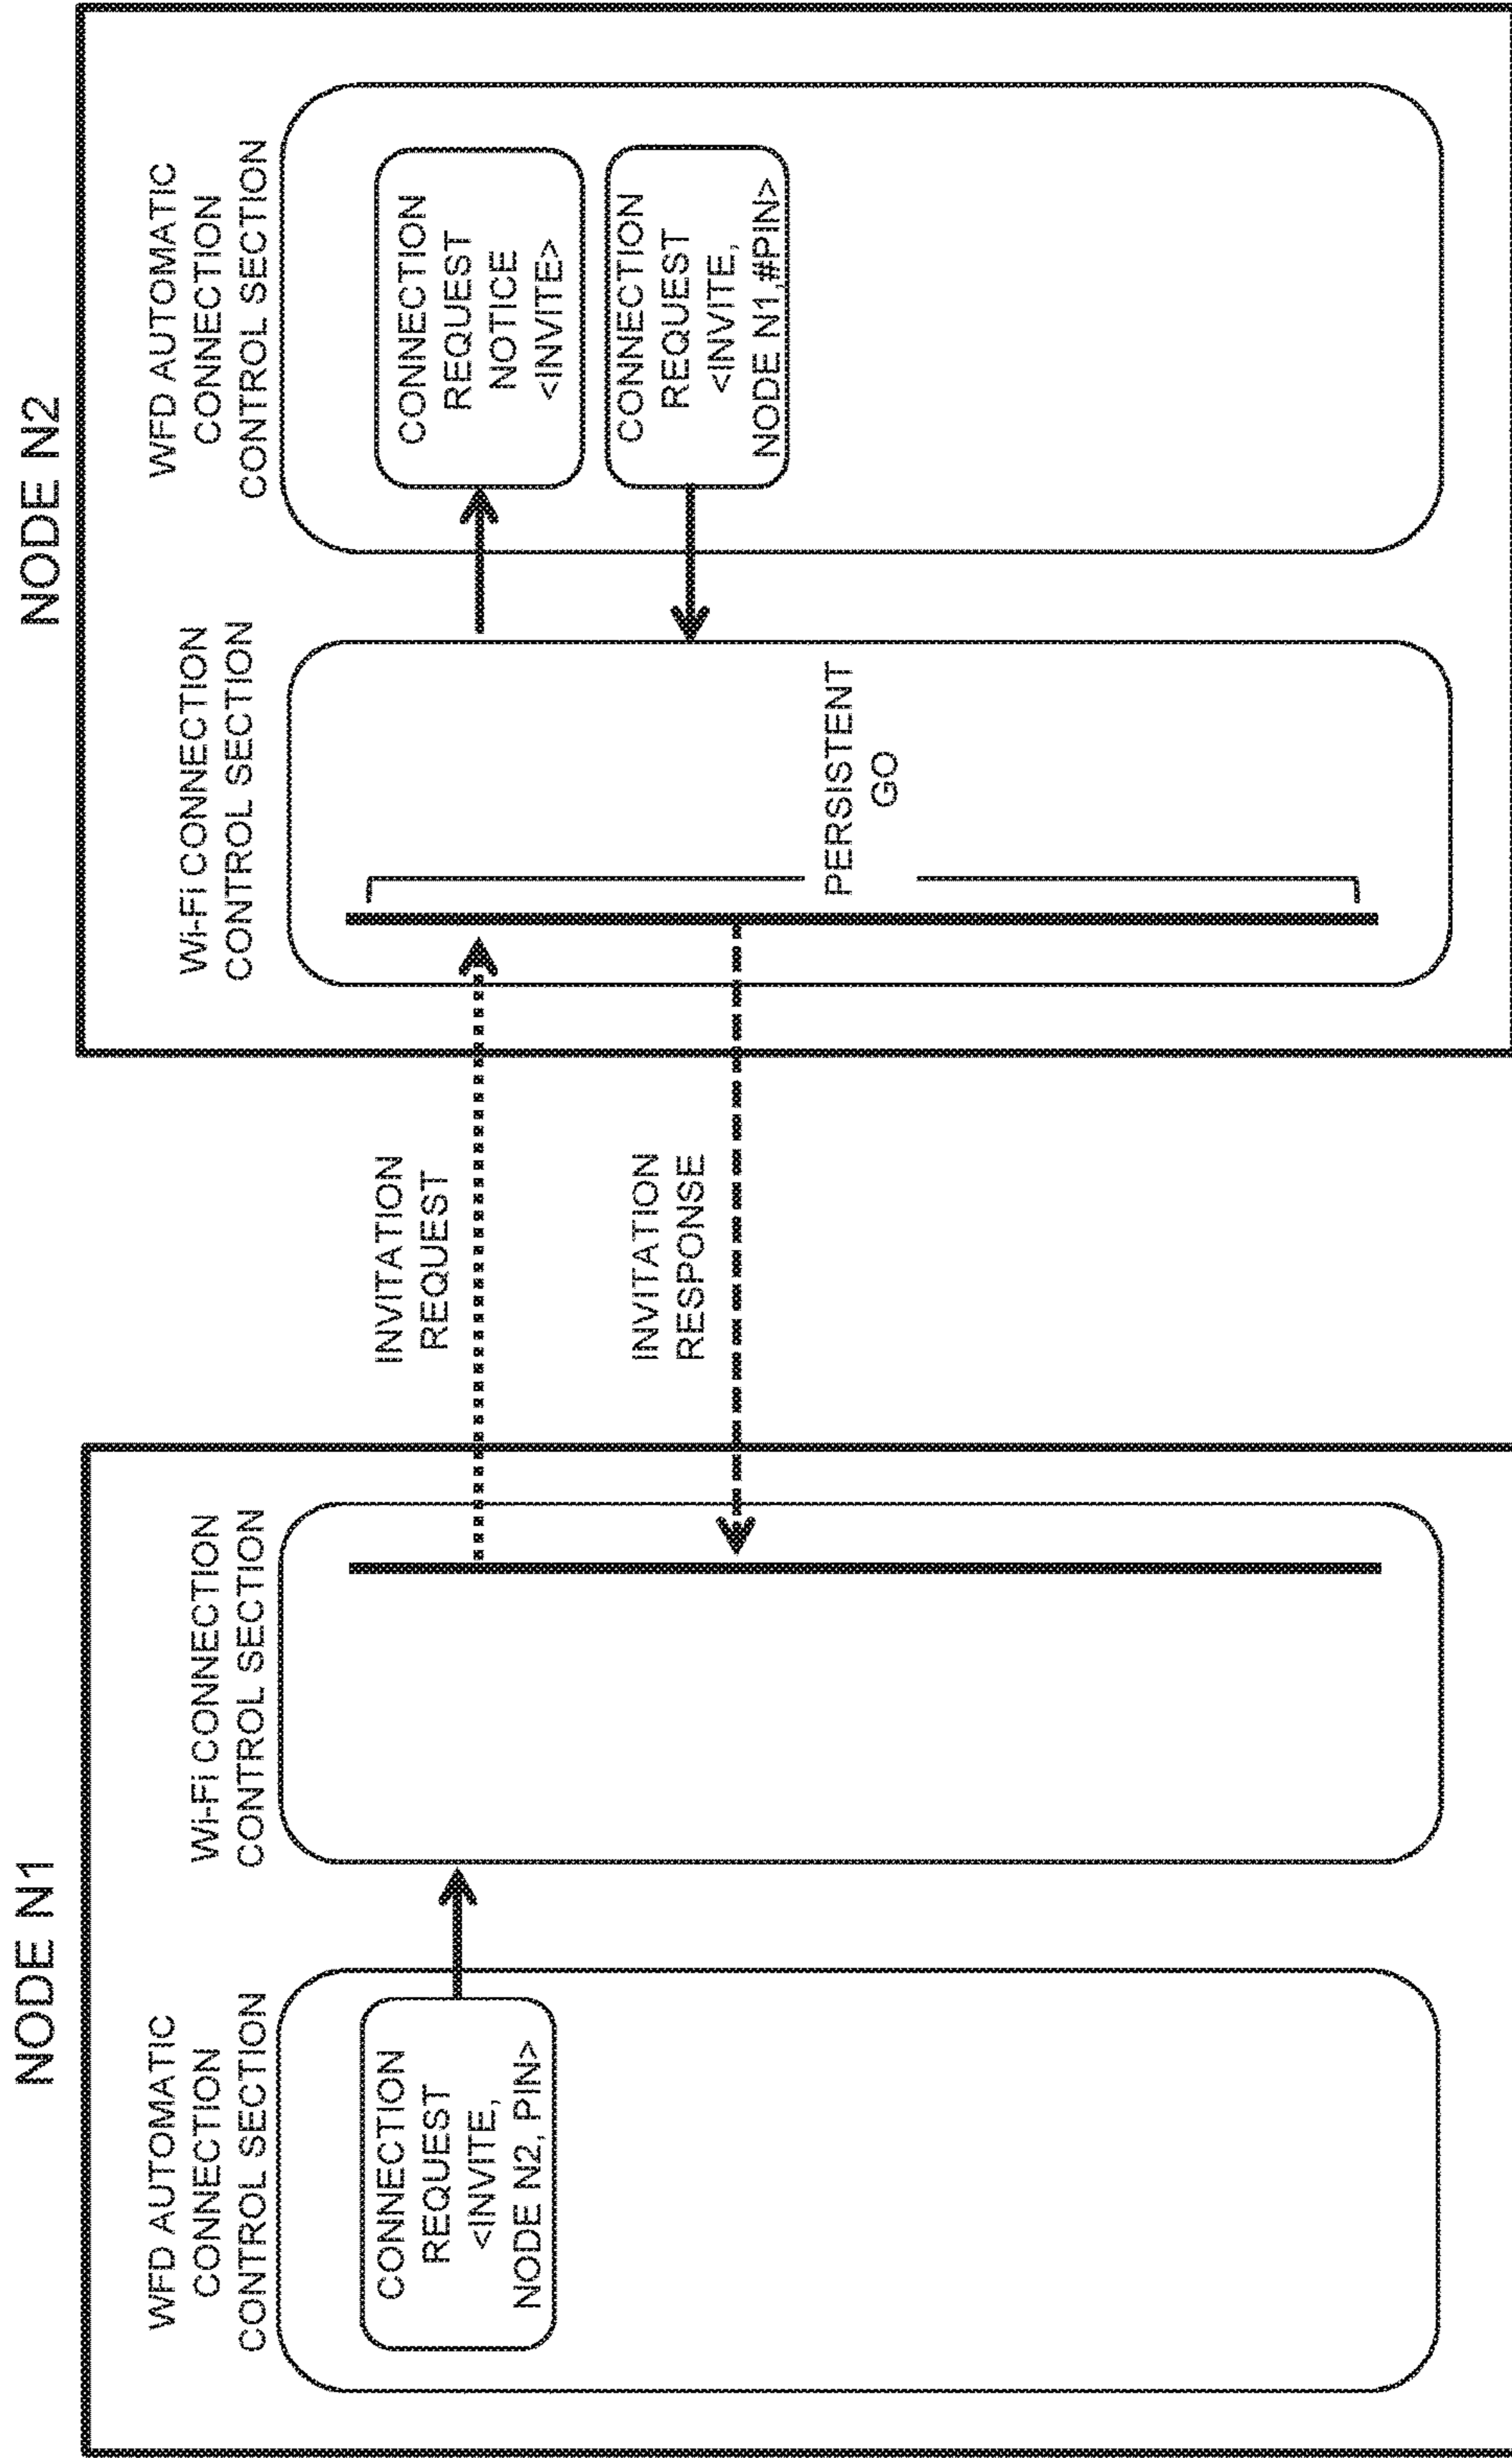 NODE N1
WFD AUTOMATIC
CONNECTION
CONTROL SECTION
CONNECTION
REQUEST
<INVITE,
NODE N2, PIN>
Wi-Fi CONNECTION
CONTROL SECTION
INVITATION
REQUEST
INVITATION
RESPONSE
NODE N2
Wi-Fi CONNECTION
CONTROL SECTION
PERSISTENT
GO
WFD AUTOMATIC
CONNECTION
CONTROL SECTION
CONNECTION
REQUEST
NOTICE
<INVITE>
CONNECTION
REQUEST
<INVITE,
NODE N1,#PIN>